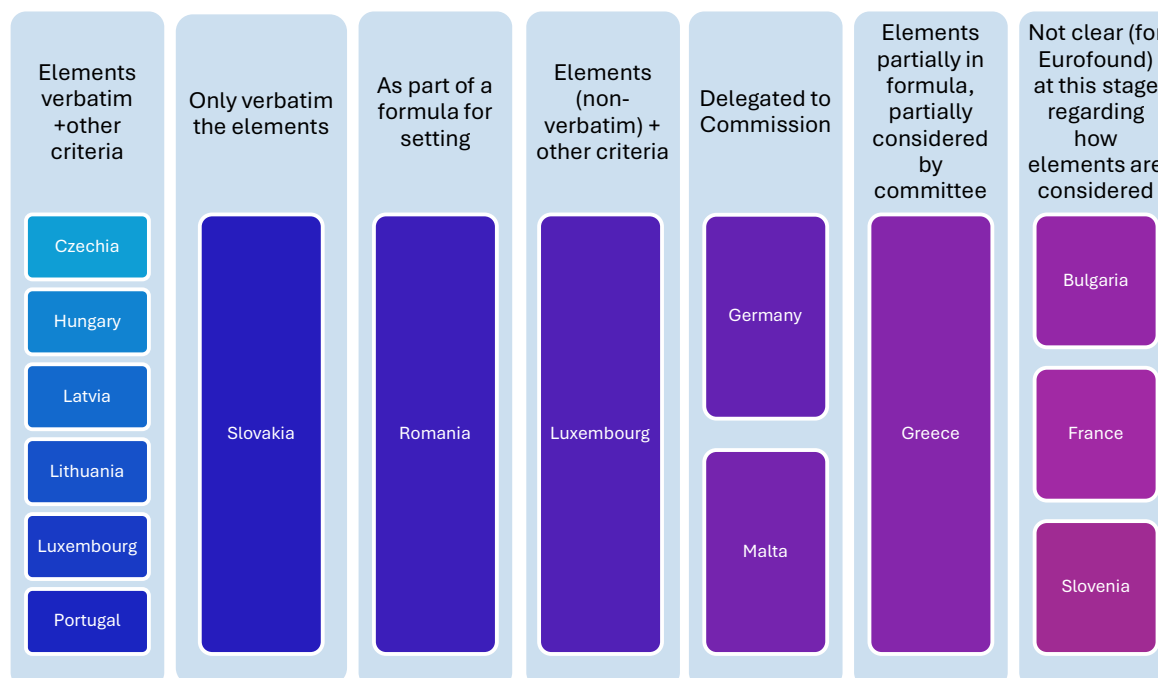 Elements
verbatim
+other
criteria
Czechia
Hungary
Latvia
Lithuania
Luxembourg
Portugal
Only verbatim
the elements
Slovakia
As part of a
formula for
setting
Romania
Elements
(non-
verbatim) +
other criteria
Luxembourg
Delegated to
Commission
Germany
Malta
Elements
partially in
formula,
partially
considered
by
committee
Greece
Not clear (for
Eurofound)
at this stage
regarding
how
elements are
considered
Bulgaria
France
Slovenia